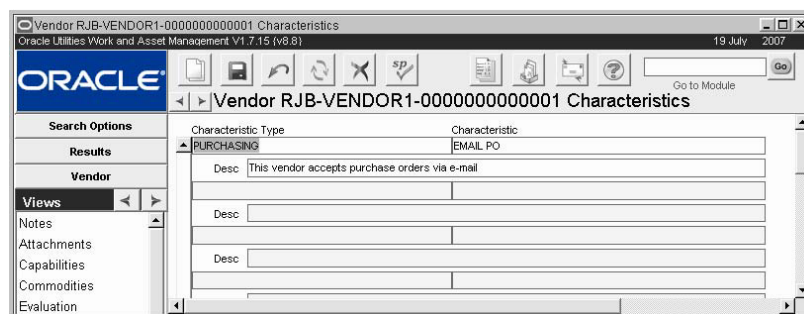 Vendor RJB-VENDOR1-0000000000001 Characteristics
Oracle Utilities Work and Asset Management V1.7.15 (v8.8) 19 July 2007
ORACLE
sp
Go
Go to Module
Vendor RJB-VENDOR1-0000000000001 Characteristics
Search Options
Results
Vendor
Views
Notes
Attachments
Capabilities
Commodities
Evaluation
Characteristic Type Characteristic
PURCHASING EMAIL PO
Desc This vendor accepts purchase orders via e-mail
Desc
Desc